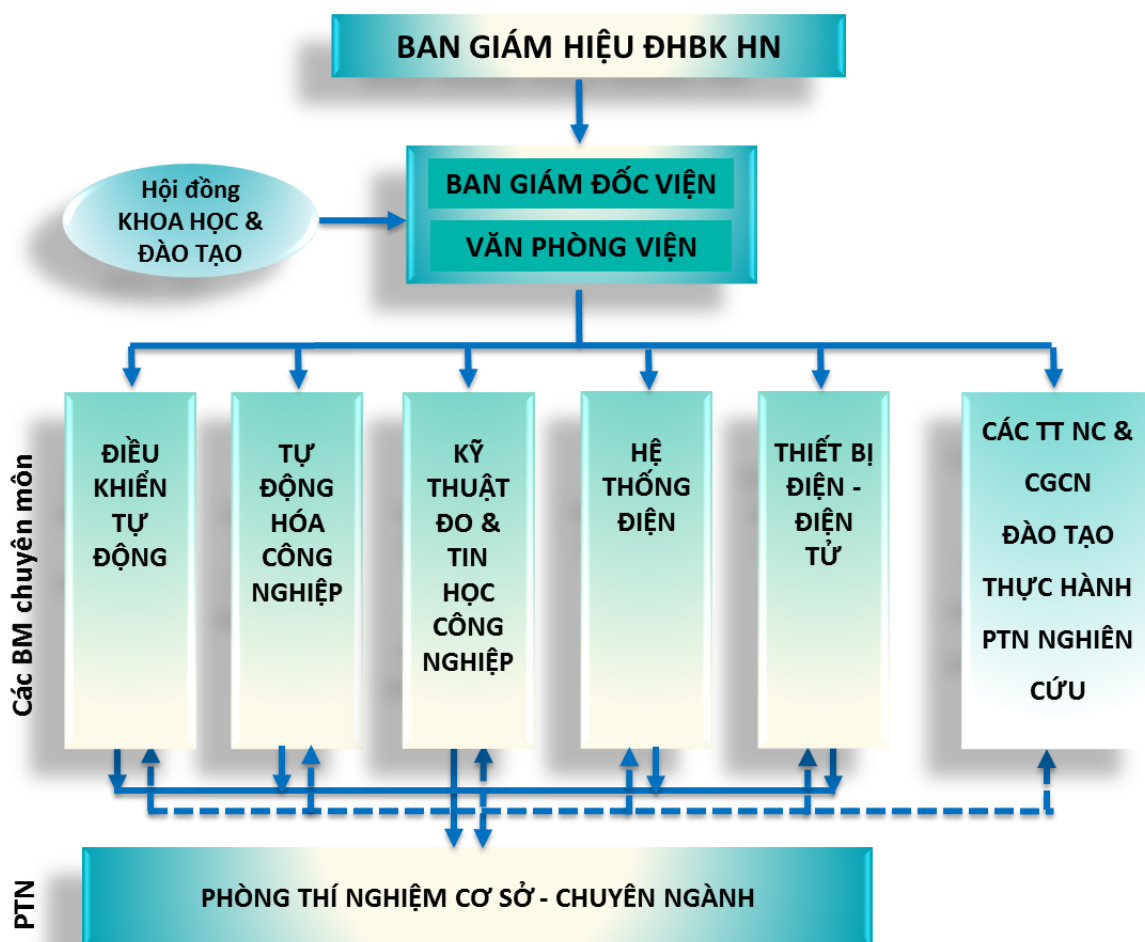 BAN GIÁM HIỆU ĐHBK HN
BAN GIÁM ĐỐC VIỆN
VĂN PHÒNG VIỆN
Hội đồng
KHOA HỌC &
ĐÀO TẠO
Các BM chuyên môn
ĐIỀU
KHIỂN
TỰ
ĐỘNG
TỰ
ĐỘNG
HÓA
CÔNG
NGHIỆP
KỸ
THUẬT
ĐO &
TIN
HỌC
CÔNG
NGHIỆP
HỆ
THỐNG
ĐIỆN
THIẾT BỊ
ĐIỆN -
ĐIỆN
TỬ
CÁC TT NC &
CGCN
ĐÀO TẠO
THỰC HÀNH
PTN NGHIÊN
CỨU
PTN
PHÒNG THÍ NGHIỆM CƠ SỞ - CHUYÊN NGÀNH